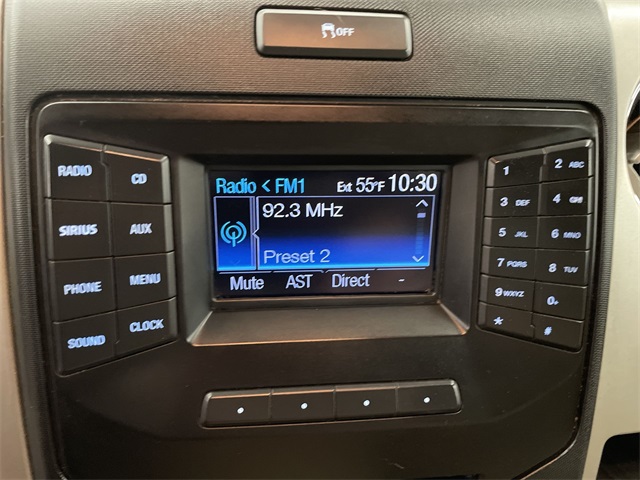 OFF
RADIO
CD
SIRIUS
AUX
PHONE
MENU
SOUND
CLOCK
Radio < FM1 Ext 55°F 10:30
92.3 MHz
Preset 2
Mute AST Direct -
1
2 ABC
3 DEF
4 GHI
5 JKL
6 MNO
7 PQRS
8 TUV
9 WXYZ
0+
*
#